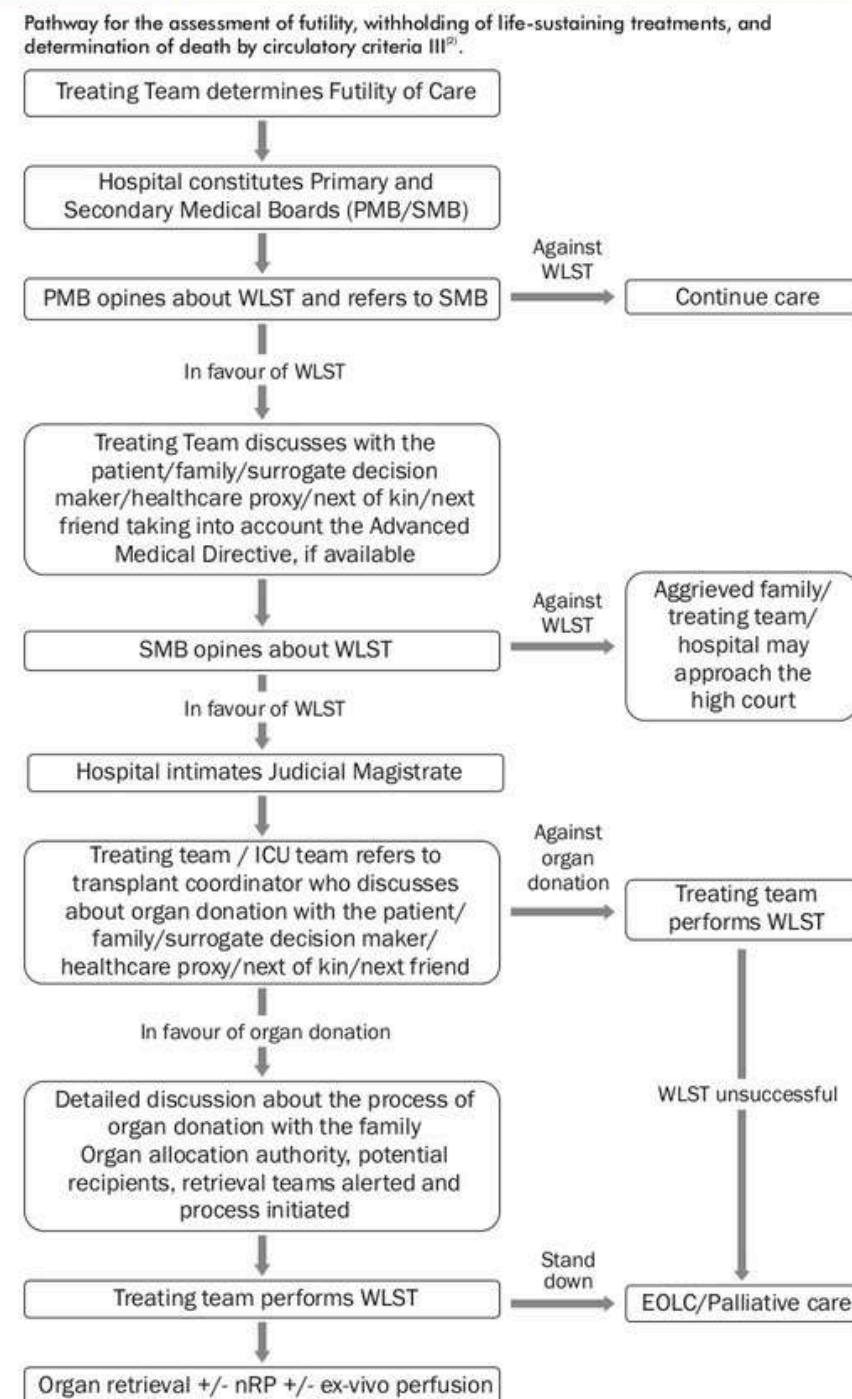 Pathway for the assessment of futility, withholding of life-sustaining treatments, and
determination of death by circulatory criteria III⁽²⁾.
Treating Team determines Futility of Care
Hospital constitutes Primary and
Secondary Medical Boards (PMB/SMB)
PMB opines about WLST and refers to SMB
Against
WLST
Continue care
In favour of WLST
Treating Team discusses with the
patient/family/surrogate decision
maker/healthcare proxy/next of kin/next
friend taking into account the Advanced
Medical Directive, if available
SMB opines about WLST
Against
WLST
Aggrieved family/
treating team/
hospital may
approach the
high court
In favour of WLST
Hospital intimates Judicial Magistrate
Treating team / ICU team refers to
transplant coordinator who discusses
about organ donation with the patient/
family/surrogate decision maker/
healthcare proxy/next of kin/next friend
Against
organ
donation
Treating team
performs WLST
In favour of organ donation
WLST unsuccessful
Detailed discussion about the process of
organ donation with the family
Organ allocation authority, potential
recipients, retrieval teams alerted and
process initiated
Treating team performs WLST
Stand
down
EOLC/Palliative care
Organ retrieval +/- nRP +/- ex-vivo perfusion